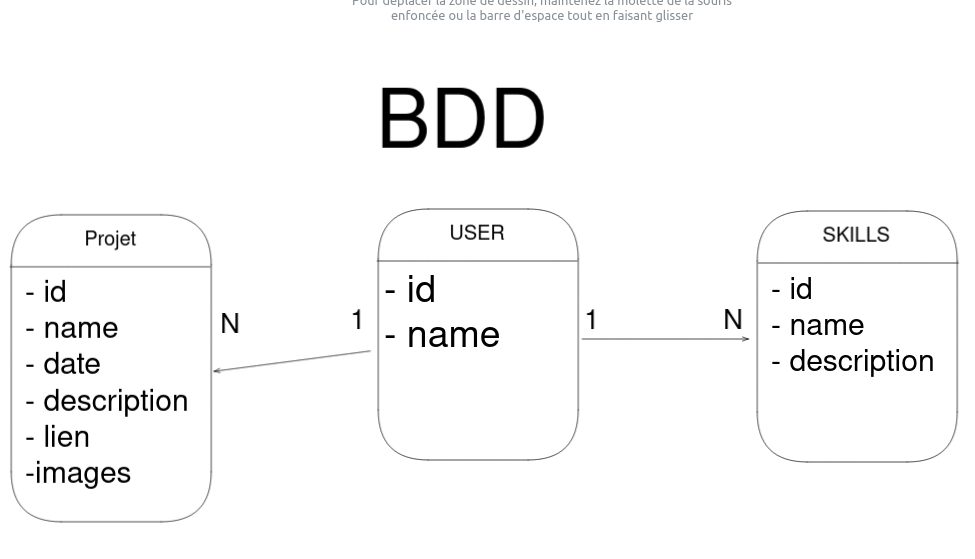 Pour déplacer la zone de dessin, maintenez la molette de la souris
enfoncée ou la barre d'espace tout en faisant glisser
BDD
Projet
- id
- name
- date
- description
- lien
-images
N
1
USER
- id
- name
1
N
SKILLS
- id
- name
- description